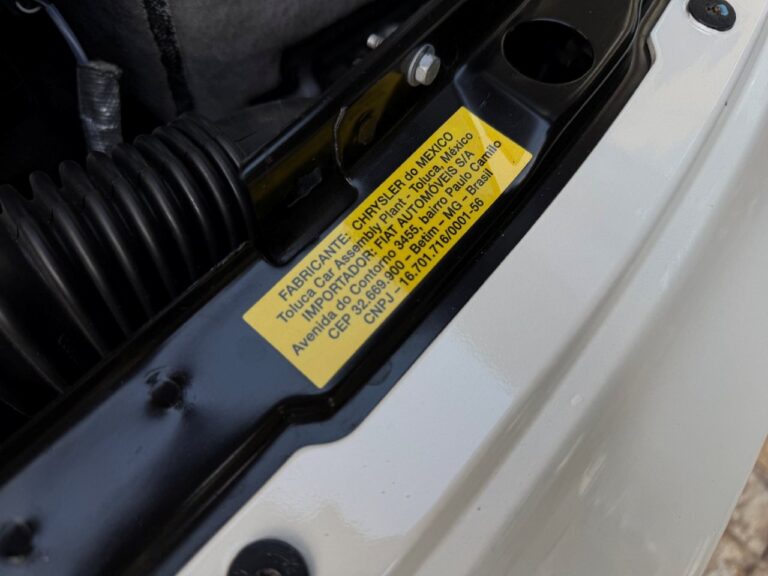 FABRICANTE: CHRYSLER do MEXICO
Toluca Car Assembly Plant - Toluca, México
IMPORTADOR: FIAT AUTOMÓVEIS S/A
Avenida do Contorno 3455, bairro Paulo Camilo
CEP 32.669.900 - Betim - MG - Brasil
CNPJ - 16.701.716/0001-56